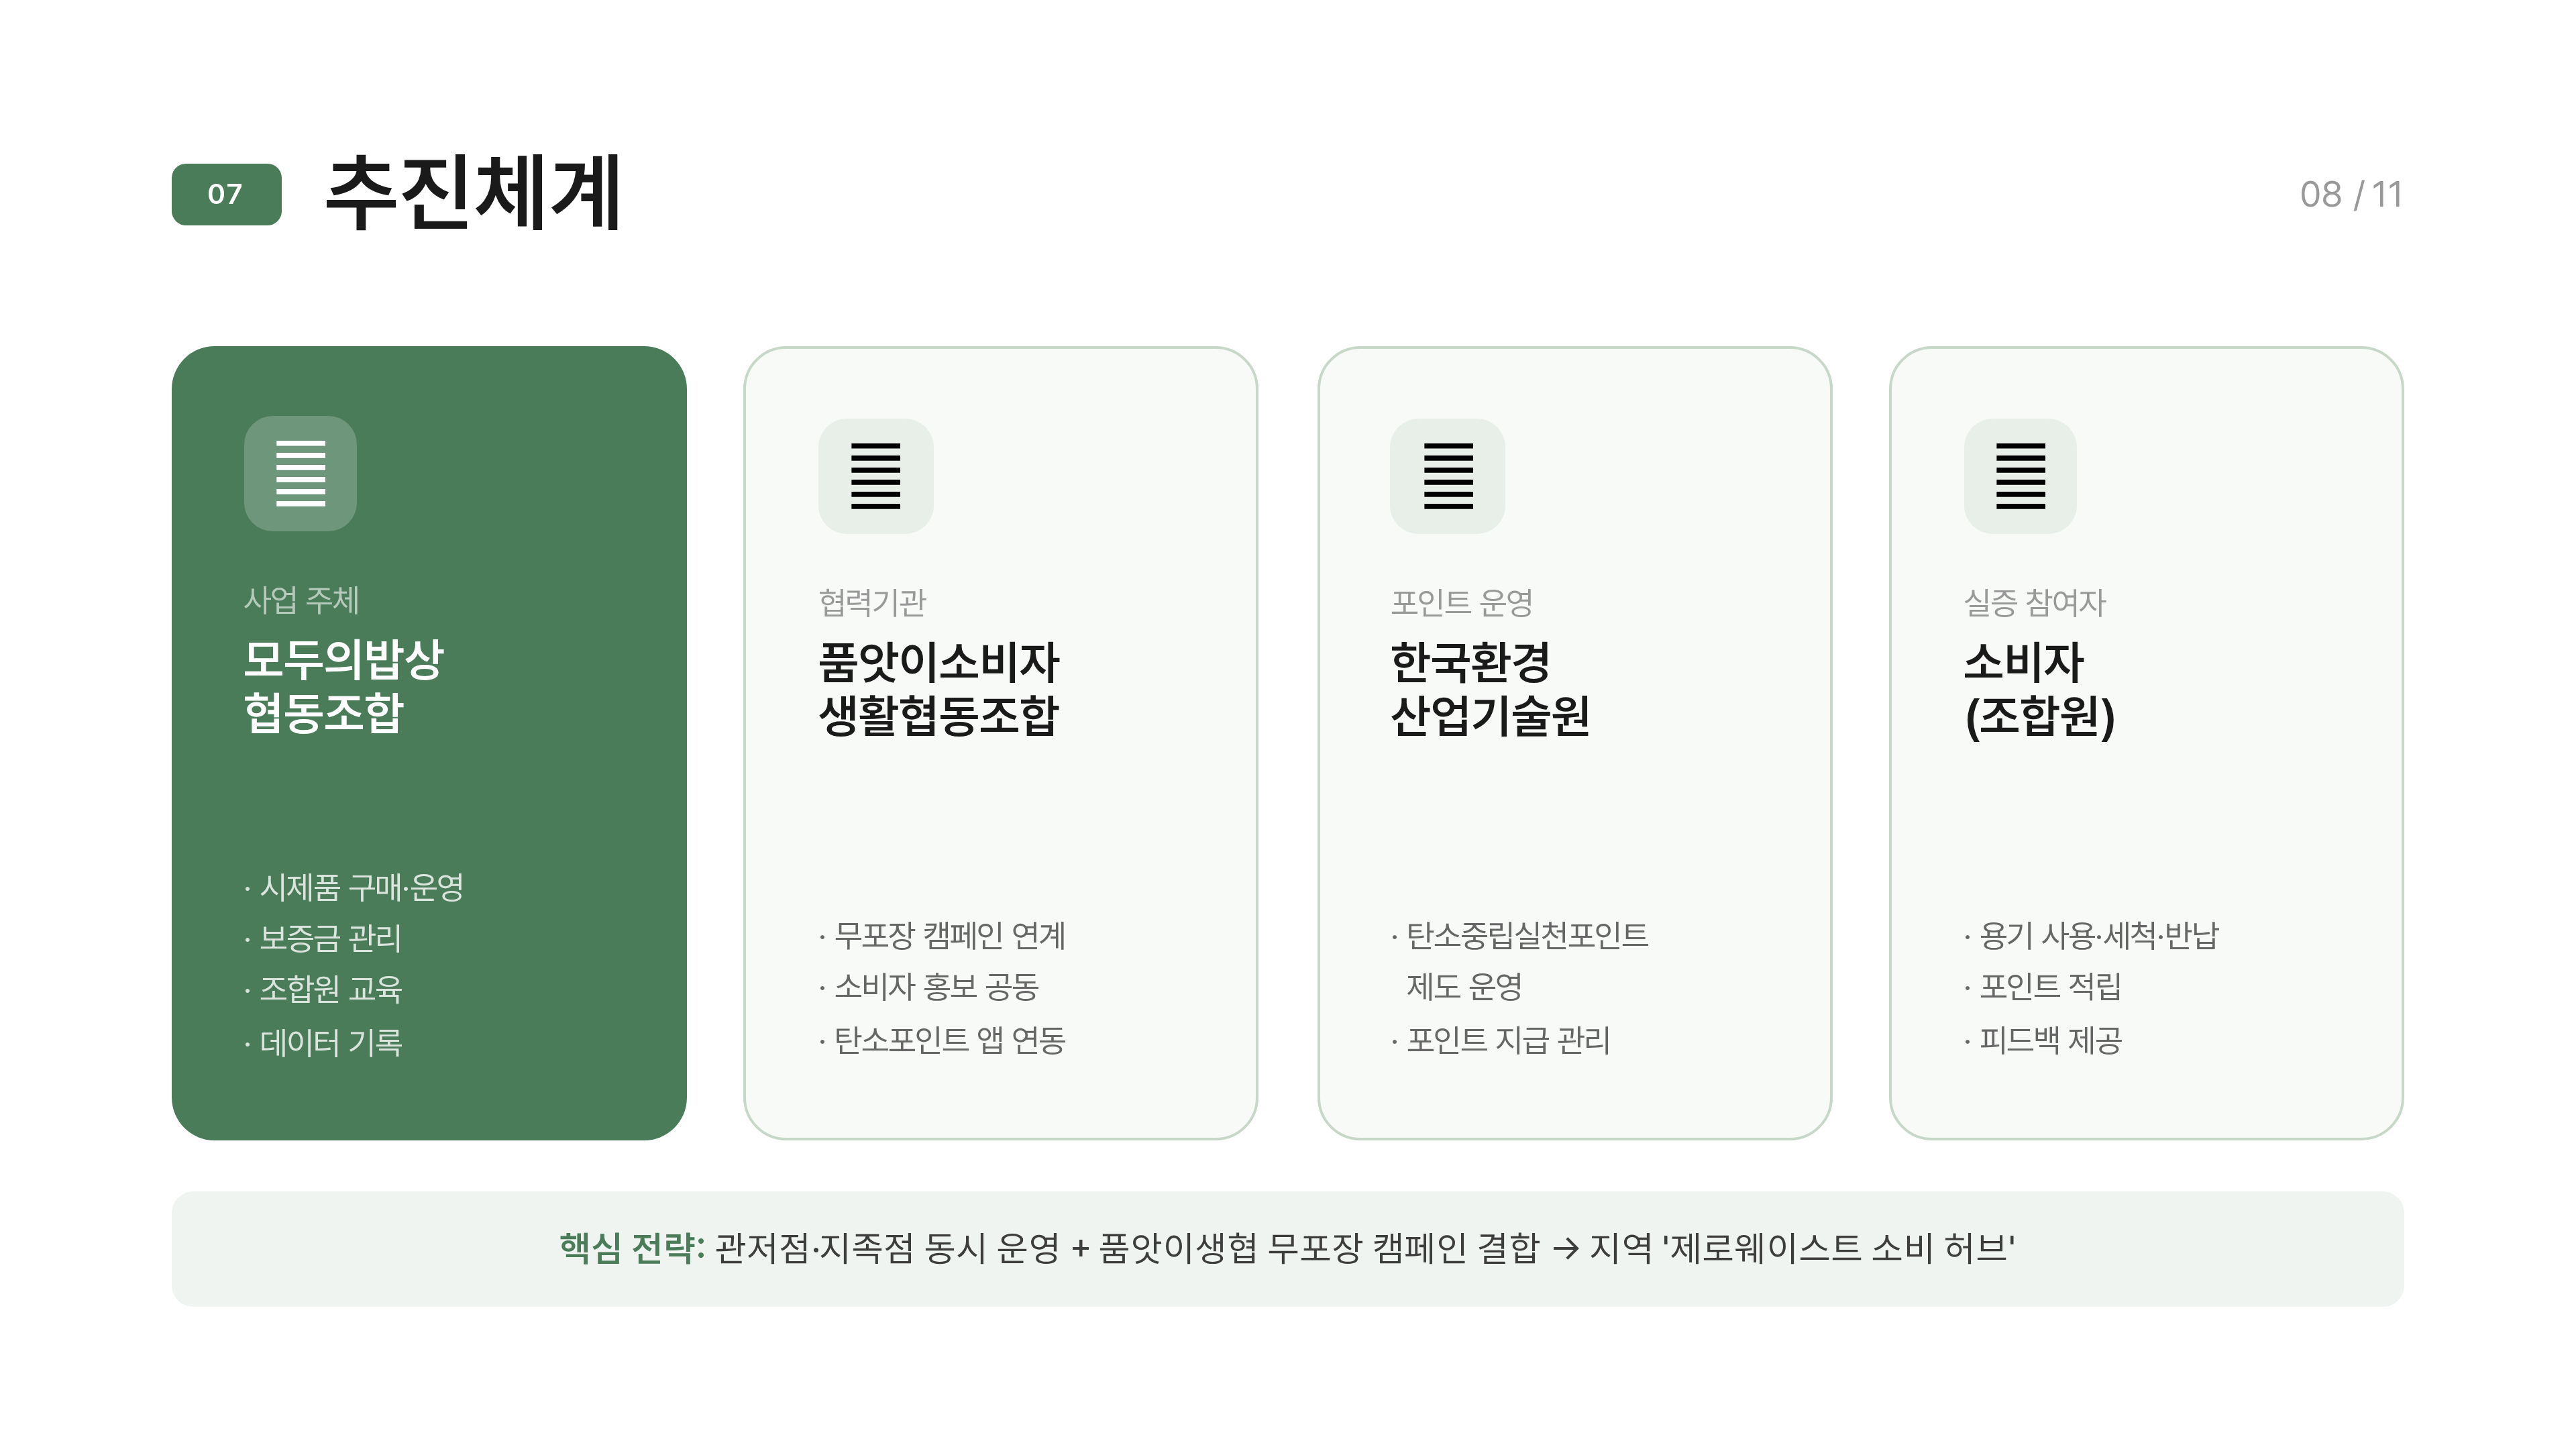 07
추진체계
08 / 11
사업 주체
모두의밥상
협동조합
· 시제품 구매·운영
· 보증금 관리
· 조합원 교육
· 데이터 기록
협력기관
품앗이소비자
생활협동조합
· 무포장 캠페인 연계
· 소비자 홍보 공동
· 탄소포인트 앱 연동
포인트 운영
한국환경
산업기술원
· 탄소중립실천포인트
제도 운영
· 포인트 지급 관리
실증 참여자
소비자
(조합원)
· 용기 사용·세척·반납
· 포인트 적립
· 피드백 제공
핵심 전략: 관저점·지족점 동시 운영 + 품앗이생협 무포장 캠페인 결합 → 지역 '제로웨이스트 소비 허브'